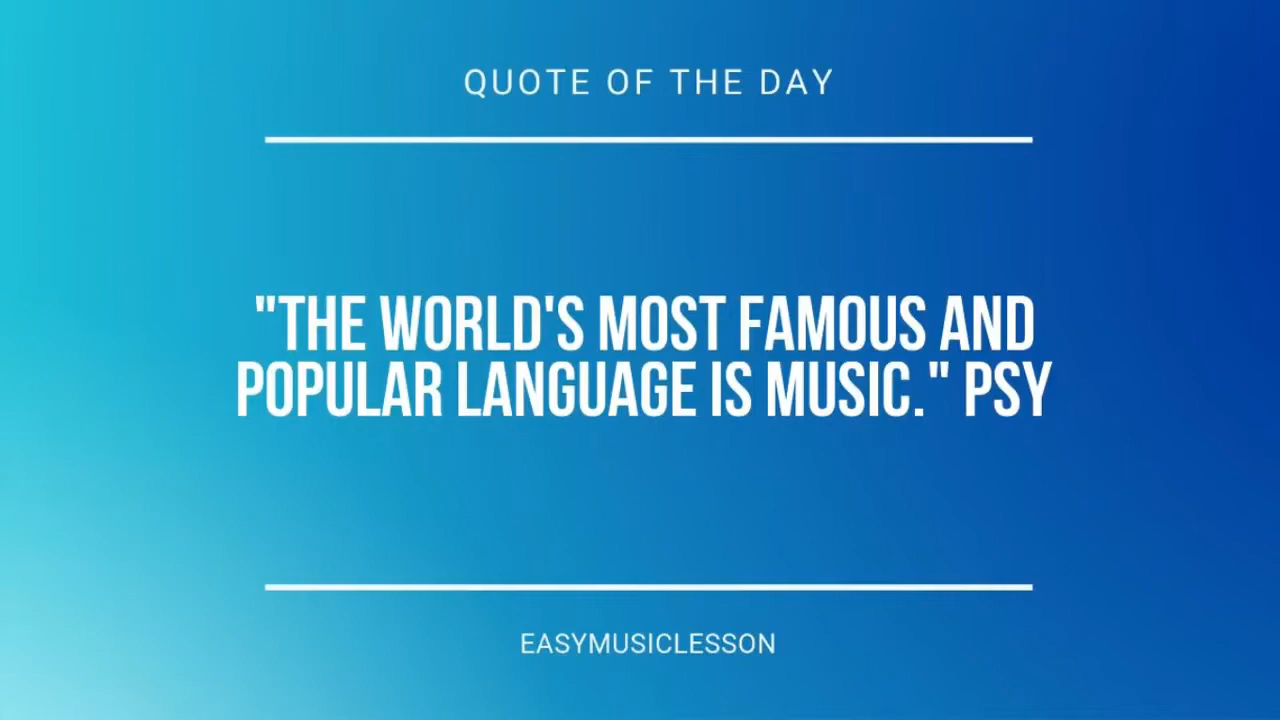 QUOTE OF THE DAY
"THE WORLD'S MOST FAMOUS AND
POPULAR LANGUAGE IS MUSIC." PSY
EASYMUSICLESSON